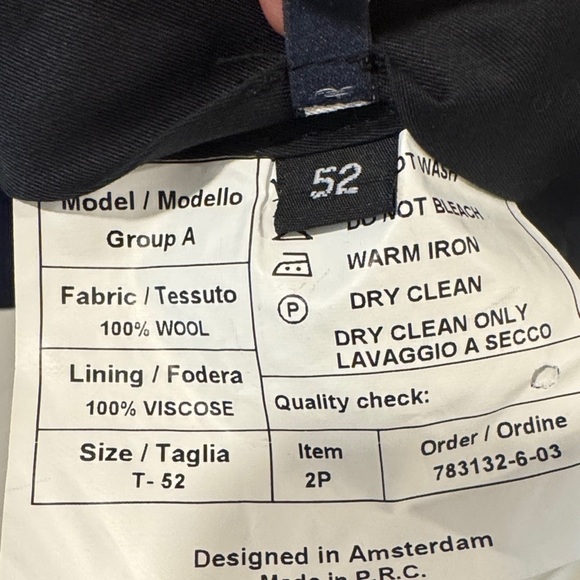 52
Model / Modello
Group A
Fabric / Tessuto
100% WOOL
Lining / Fodera
100% VISCOSE
Size / Taglia
T- 52
NOT BLEACH
WARM IRON
P
DRY CLEAN
DRY CLEAN ONLY
LAVAGGIO A SECCO
Quality check:
Item
2P
Order / Ordine
783132-6-03
Designed in Amsterdam
Made in P.R.C.